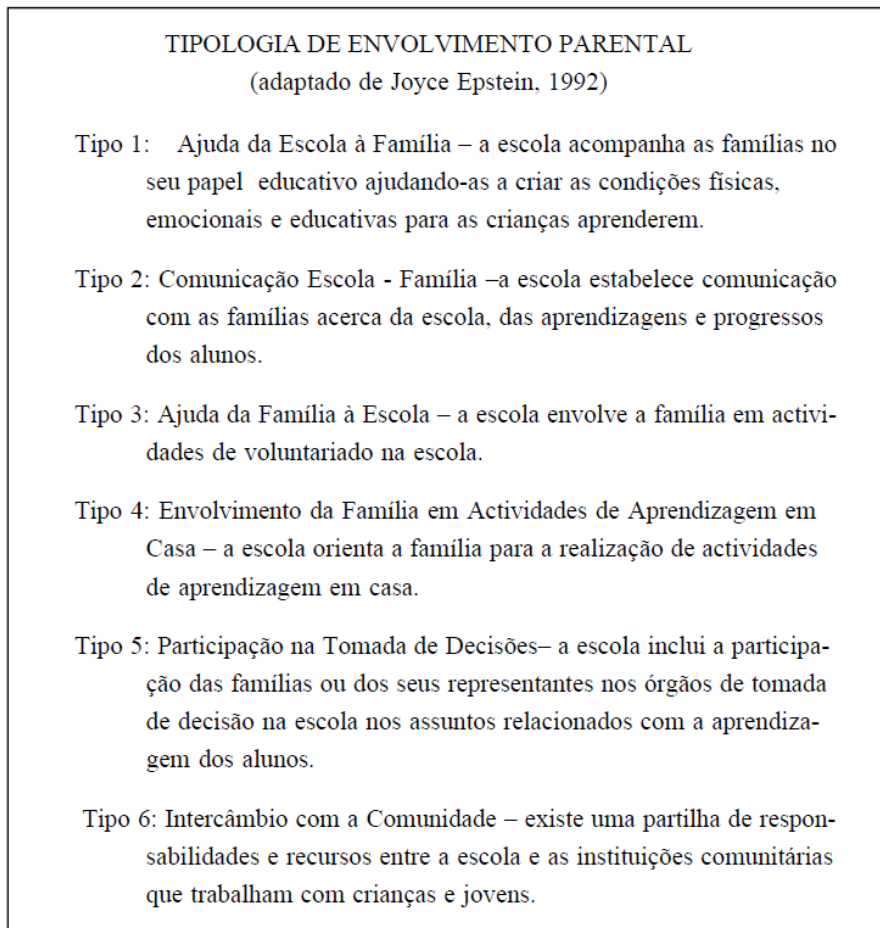 TIPOLOGIA DE ENVOLVIMENTO PARENTAL
(adaptado de Joyce Epstein, 1992)
Tipo 1: Ajuda da Escola à Família – a escola acompanha as famílias no
seu papel educativo ajudando-as a criar as condições físicas,
emocionais e educativas para as crianças aprenderem.
Tipo 2: Comunicação Escola - Família –a escola estabelece comunicação
com as famílias acerca da escola, das aprendizagens e progressos
dos alunos.
Tipo 3: Ajuda da Família à Escola – a escola envolve a família em activi-
dades de voluntariado na escola.
Tipo 4: Envolvimento da Família em Actividades de Aprendizagem em
Casa – a escola orienta a família para a realização de actividades
de aprendizagem em casa.
Tipo 5: Participação na Tomada de Decisões– a escola inclui a participa-
ção das famílias ou dos seus representantes nos órgãos de tomada
de decisão na escola nos assuntos relacionados com a aprendiza-
gem dos alunos.
Tipo 6: Intercâmbio com a Comunidade – existe uma partilha de respon-
sabilidades e recursos entre a escola e as instituições comunitárias
que trabalham com crianças e jovens.